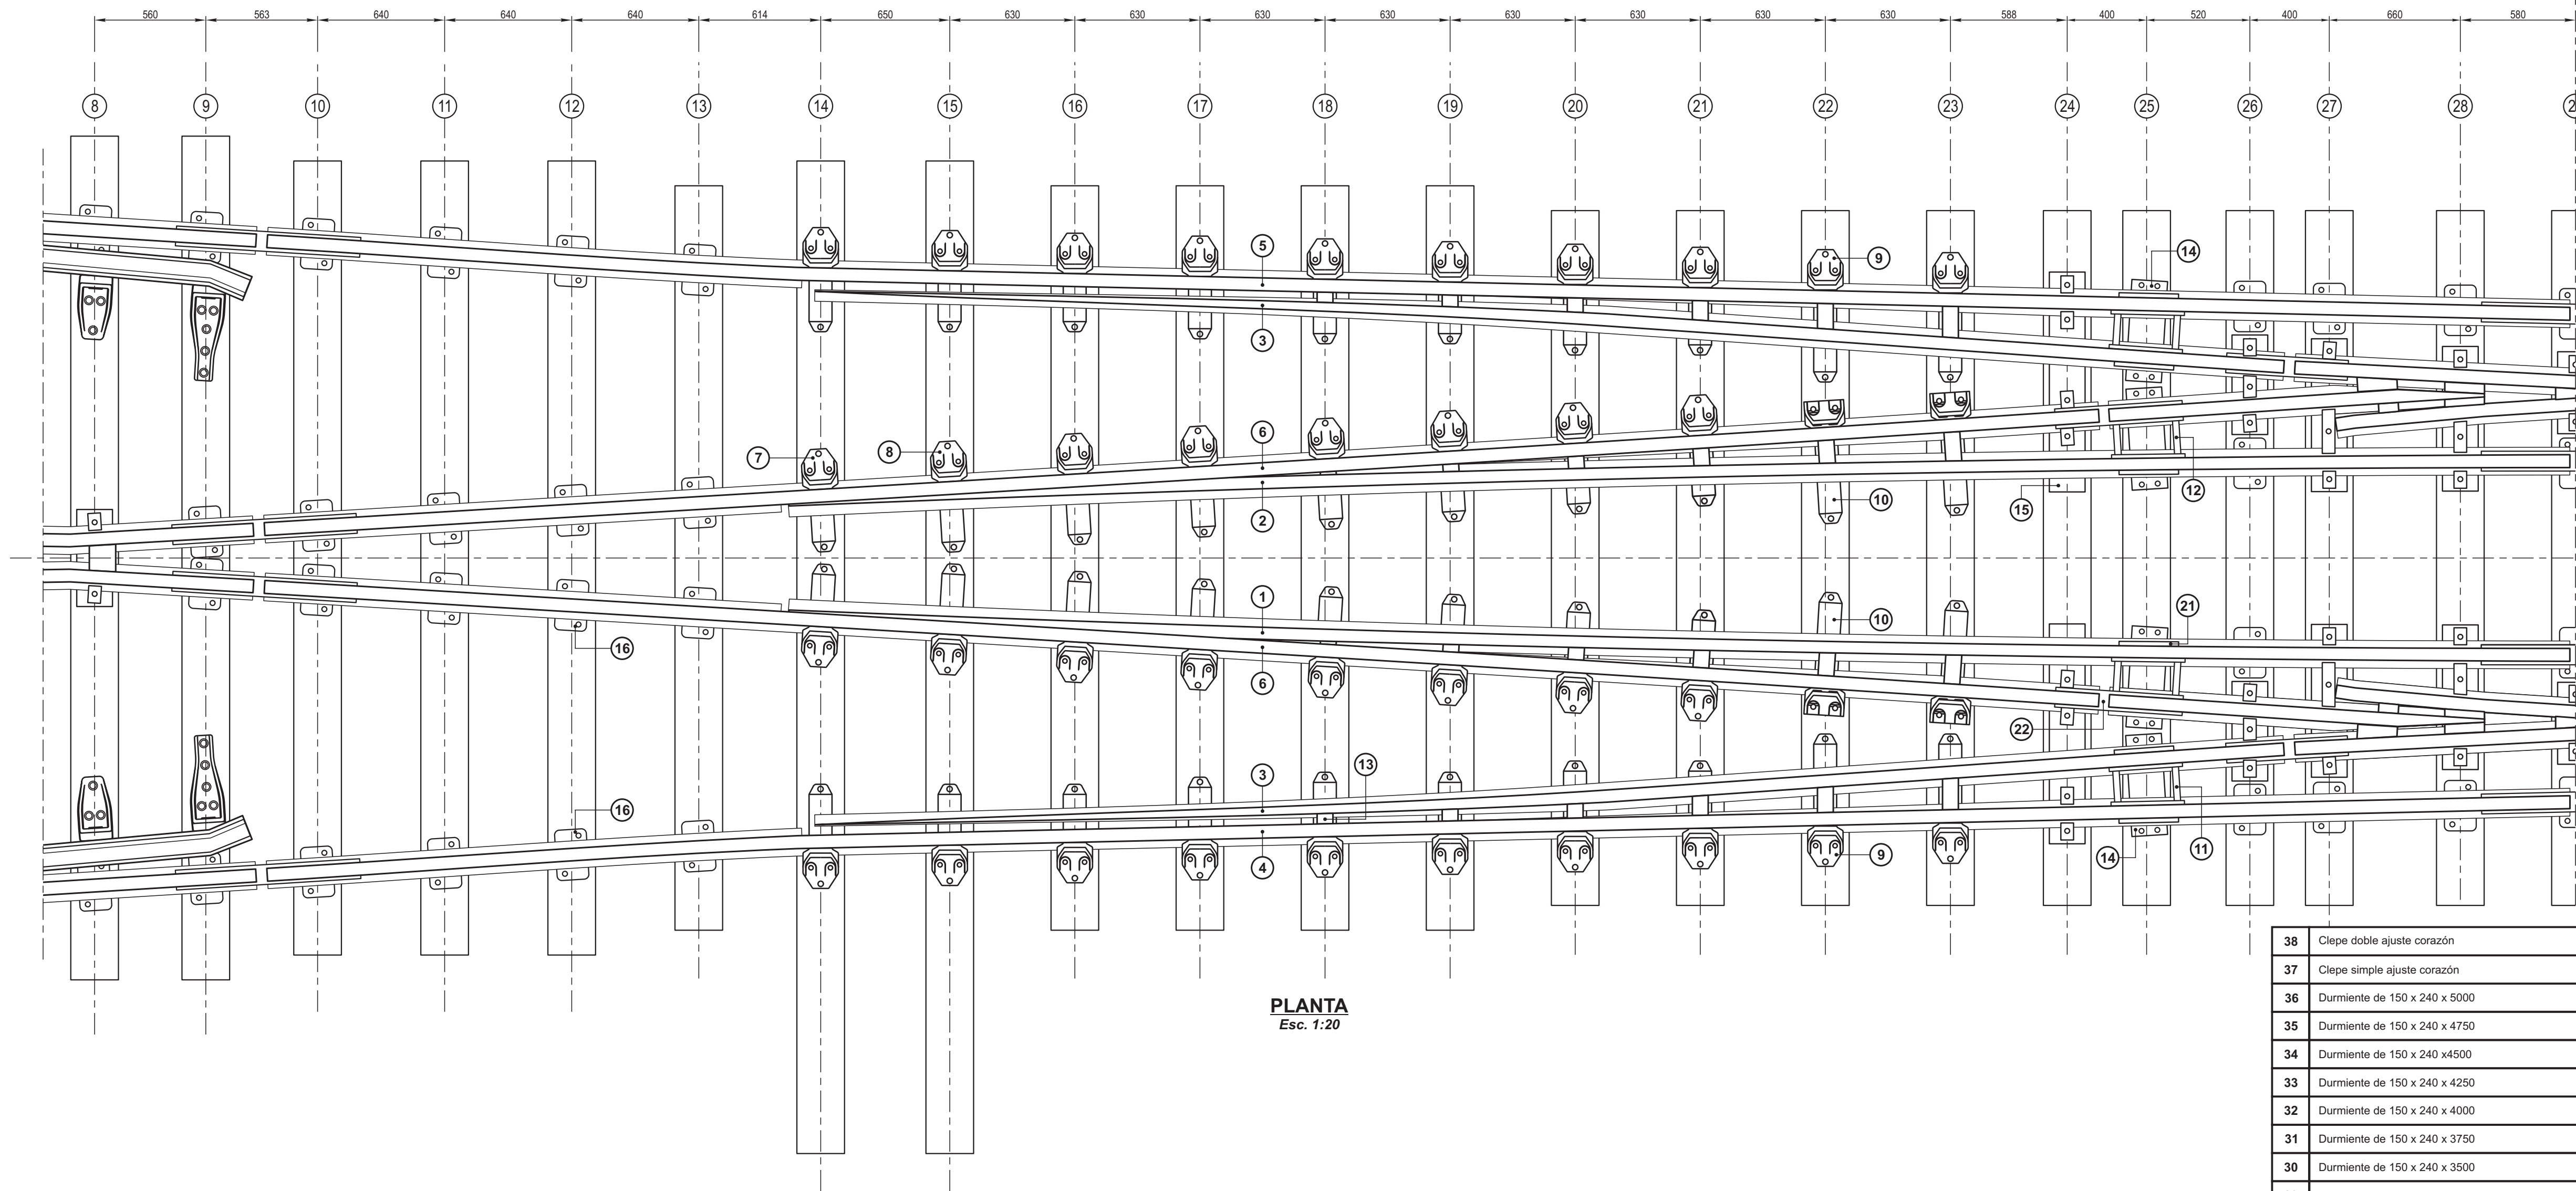 560 563 640 640 640 614 650 630 630 630 630 630 630 630 630 588 400 520 400 660 580
8 9 10 11 12 13 14 15 16 17 18 19 20 21 22 23 24 25 26 27 28
5 9 14
3
7 8 6 10 12 15
2
1 10 21
16 6 22
3 13
16 4 9 14 11
PLANTA
Esc. 1:20
38 Clepe doble ajuste corazón
37 Clepe simple ajuste corazón
36 Durmiente de 150 x 240 x 5000
35 Durmiente de 150 x 240 x 4750
34 Durmiente de 150 x 240 x4500
33 Durmiente de 150 x 240 x 4250
32 Durmiente de 150 x 240 x 4000
31 Durmiente de 150 x 240 x 3750
30 Durmiente de 150 x 240 x 3500